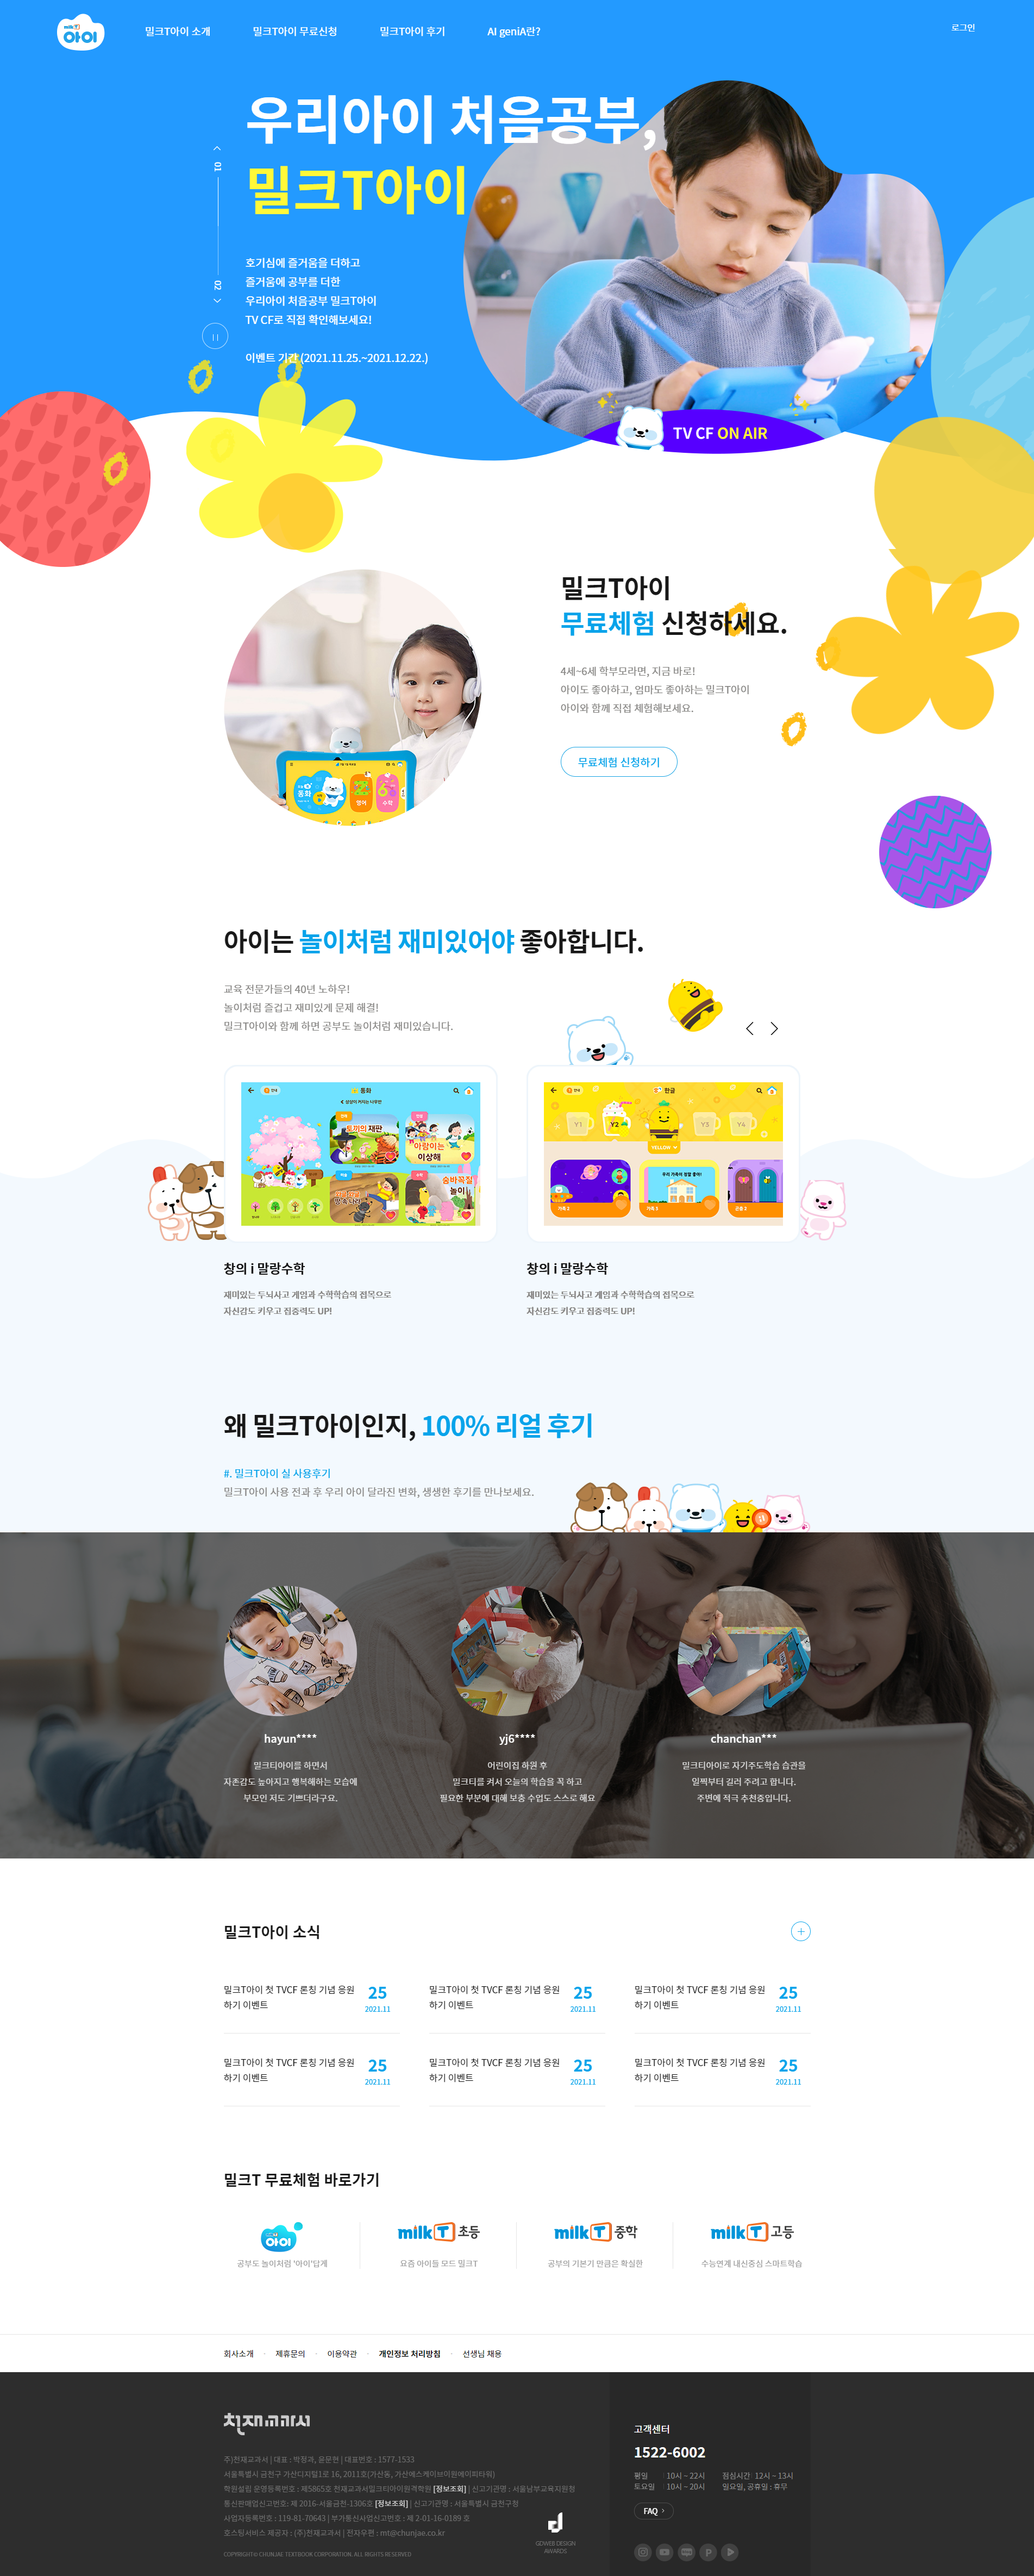 milk T 아이
밀크T아이 소개
밀크T아이 무료신청
밀크T아이 후기
AI geniA란?
로그인
우리아이 처음공부,
밀크T아이
01
02
호기심에 즐거움을 더하고
즐거움에 공부를 더한
우리아이 처음공부 밀크T아이
TV CF로 직접 확인해보세요!
이벤트 기간 (2021.11.25.~2021.12.22.)
TV CF ON AIR
밀크T아이
무료체험 신청하세요.
4세~6세 학부모라면, 지금 바로!
아이도 좋아하고, 엄마도 좋아하는 밀크T아이
아이와 함께 직접 체험해보세요.
무료체험 신청하기
동화
영어
수학
아이는 놀이처럼 재미있어야 좋아합니다.
교육 전문가들의 40년 노하우!
놀이처럼 즐겁고 재미있게 문제 해결!
밀크T아이와 함께 하면 공부도 놀이처럼 재미있습니다.
동화
상상이 커지는 나무반
토끼의 재판
아람이는
이상해
숨바꼭질
놀이
한글
Y1
Y2
Y3
Y4
YELLOW
우리 가족이 정말 좋아!
가족 2
가족 3
은솔 2
창의 i 말랑수학
재미있는 두뇌사고 게임과 수학학습의 접목으로
자신감도 키우고 집중력도 UP!
창의 i 말랑수학
재미있는 두뇌사고 게임과 수학학습의 접목으로
자신감도 키우고 집중력도 UP!
왜 밀크T아이인지, 100% 리얼 후기
#. 밀크T아이 실 사용후기
밀크T아이 사용 전과 후 우리 아이 달라진 변화, 생생한 후기를 만나보세요.
hayun****
밀크티아이를 하면서
자존감도 높아지고 행복해하는 모습에
부모인 저도 기쁘더라구요.
yj6****
어린이집 하원 후
밀크티를 켜서 오늘의 학습을 꼭 하고
필요한 부분에 대해 보충 수업도 스스로 해요
chanchan***
밀크티아이로 자기주도학습 습관을
일찍부터 길러 주려고 합니다.
주변에 적극 추천중입니다.
밀크T아이 소식
밀크T아이 첫 TVCF 론칭 기념 응원
하기 이벤트
25
2021.11
밀크T아이 첫 TVCF 론칭 기념 응원
하기 이벤트
25
2021.11
밀크T아이 첫 TVCF 론칭 기념 응원
하기 이벤트
25
2021.11
밀크T아이 첫 TVCF 론칭 기념 응원
하기 이벤트
25
2021.11
밀크T아이 첫 TVCF 론칭 기념 응원
하기 이벤트
25
2021.11
밀크T아이 첫 TVCF 론칭 기념 응원
하기 이벤트
25
2021.11
밀크T 무료체험 바로가기
아이
공부도 놀이처럼 '아이'답게
milk T 초등
요즘 아이들 모드 밀크T
milk T 중학
공부의 기본기 만큼은 확실한
milk T 고등
수능연계 내신중심 스마트학습
회사소개 · 제휴문의 · 이용약관 · 개인정보 처리방침 · 선생님 채용
천재교과서
주)천재교과서 | 대표 : 박정과, 윤문현 | 대표번호 : 1577-1533
서울특별시 금천구 가산디지털1로 16, 2011호(가산동, 가산에스케이브이원에이피타워)
학원설립 운영등록번호 : 제5865호 천재교과서밀크티아이원격학원 [정보조회] | 신고기관명 : 서울남부교육지원청
통신판매업신고번호: 제 2016-서울금천-1306호 [정보조회] | 신고기관명 : 서울특별시 금천구청
사업자등록번호 : 119-81-70643 | 부가통신사업신고번호 : 제 2-01-16-0189 호
호스팅서비스 제공자 : (주)천재교과서 | 전자우편 : mt@chunjae.co.kr
COPYRIGHT© CHUNJAE TEXTBOOK CORPORATION. ALL RIGHTS RESERVED
GDWEB DESIGN
AWARDS
고객센터
1522-6002
평일 10시 ~ 22시 점심시간 12시 ~ 13시
토요일 10시 ~ 20시 일요일, 공휴일 : 휴무
FAQ